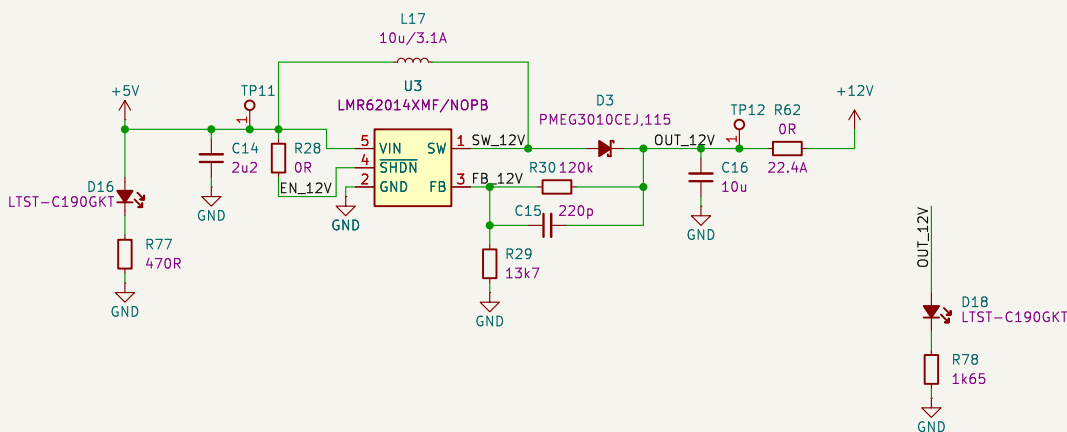 L17
10u/3.1A
+5V
TP11
1
U3
LMR62014XMF/NOPB
D3
PMEG3010CEJ,115
TP12
1
R62
0R
22.4A
+12V
C14
2u2
GND
R28
0R
EN_12V
5
VIN
4
SHDN
2
GND
SW
1
FB
3
SW_12V
OUT_12V
FB_12V
GND
R30
120k
C15
220p
C16
10u
GND
D16
LTST-C190GKT
R77
470R
GND
R29
13k7
GND
OUT_12V
D18
LTST-C190GKT
R78
1k65
GND